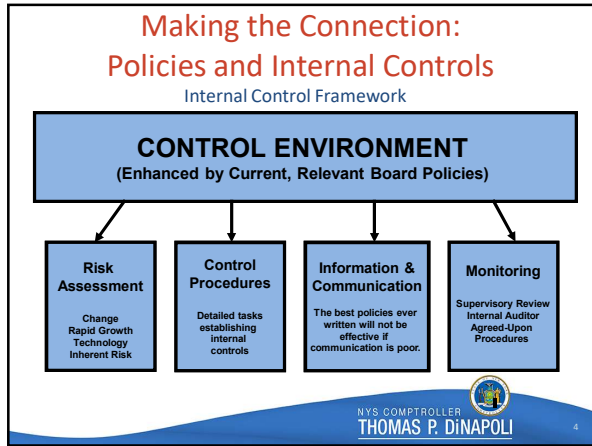 Making the Connection:
Policies and Internal Controls
Internal Control Framework
CONTROL ENVIRONMENT
(Enhanced by Current, Relevant Board Policies)
Risk
Assessment
Change
Rapid Growth
Technology
Inherent Risk
Control
Procedures
Detailed tasks
establishing
internal
controls
Information &
Communication
The best policies ever
written will not be
effective if
communication is poor.
Monitoring
Supervisory Review
Internal Auditor
Agreed-Upon
Procedures
NYS COMPTROLLER
THOMAS P. DiNAPOLI
4